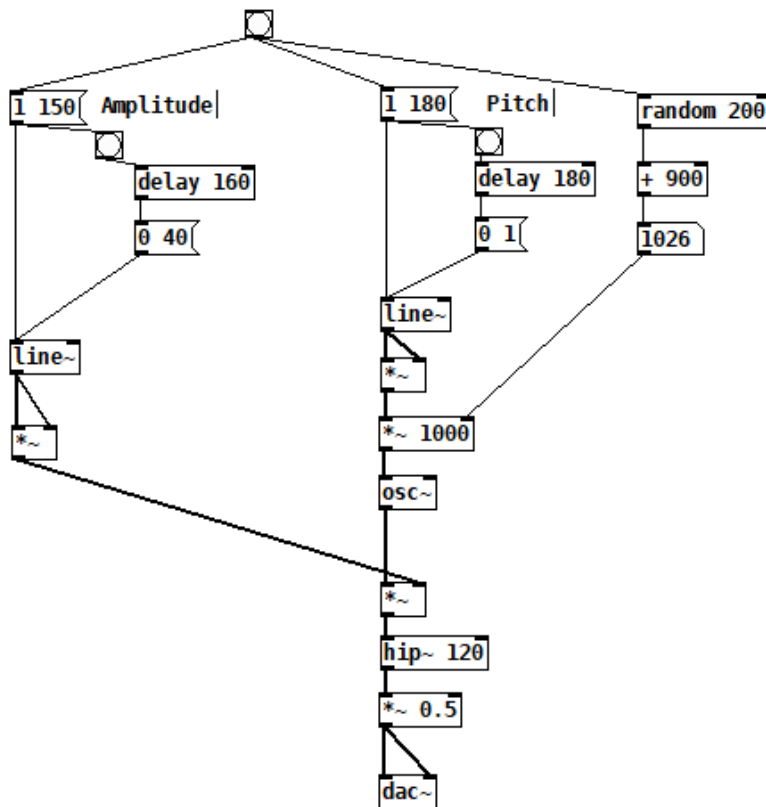 1 150
Amplitude
1 180
Pitch
random 200
delay 160
delay 180
+ 900
0 40
0 1
1026
line~
line~
*~
*~
*~ 1000
osc~
*~
hip~ 120
*~ 0.5
dac~